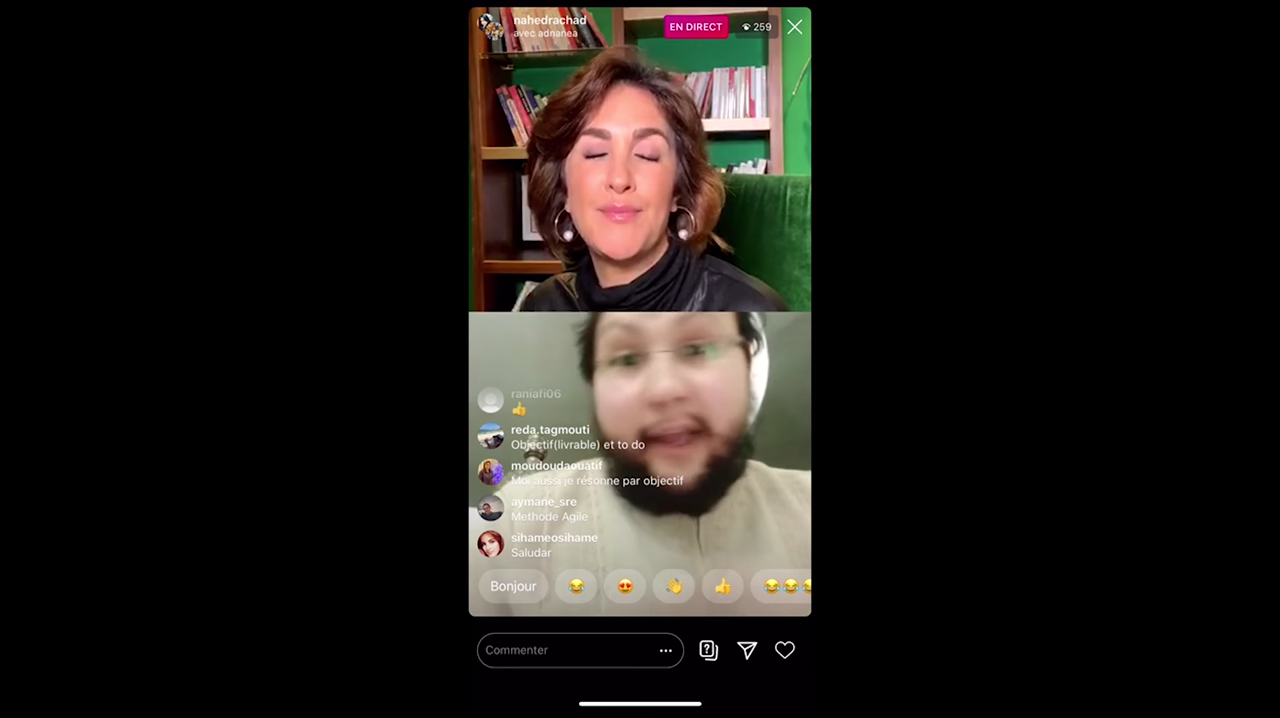 nahedrachad
avec adnanea
EN DIRECT
259
raniafi06
👍
reda.tagmouti
Objectif(livrable) et to do
moudoudaouatif
Moi aussi je résonne par objectif
aymane_sre
Methode Agile
sihameosihame
Saludar
Bonjour
😂
😍
👏
👍
😂😂😂
Commenter